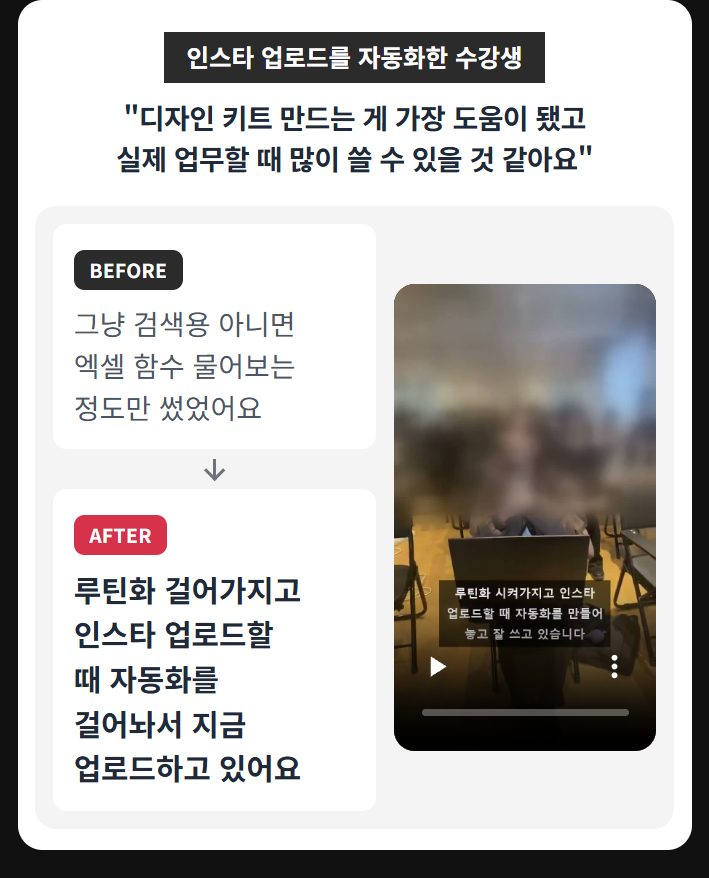 인스타 업로드를 자동화한 수강생
"디자인 키트 만드는 게 가장 도움이 됐고
실제 업무할 때 많이 쓸 수 있을 것 같아요"
BEFORE
그냥 검색용 아니면
엑셀 함수 물어보는
정도만 썼었어요
AFTER
루틴화 걸어가지고
인스타 업로드할
때 자동화를
걸어놔서 지금
업로드하고 있어요
루틴화 시켜가지고 인스타
업로드할 때 자동화를 만들어
놓고 잘 쓰고 있습니다